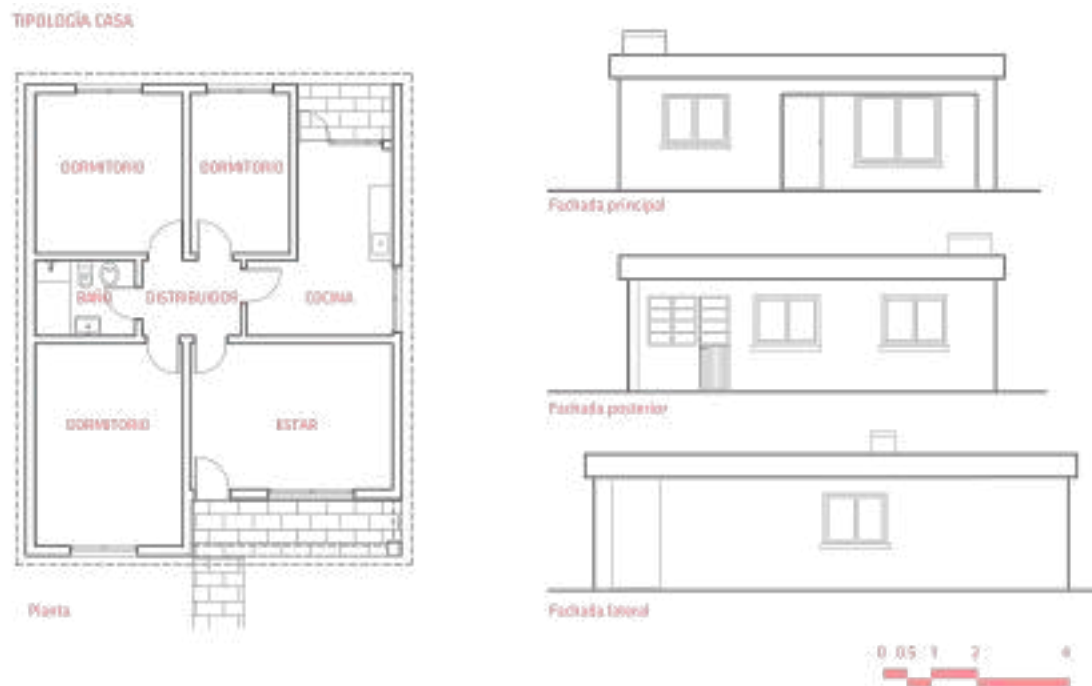 TIPOLOGÍA CASA
DORMITORIO
DORMITORIO
BAÑO
DISTRIBUIDOR
COCINA
DORMITORIO
ESTAR
Planta
Fachada principal
Fachada posterior
Fachada lateral
0 0.5 1 2 4